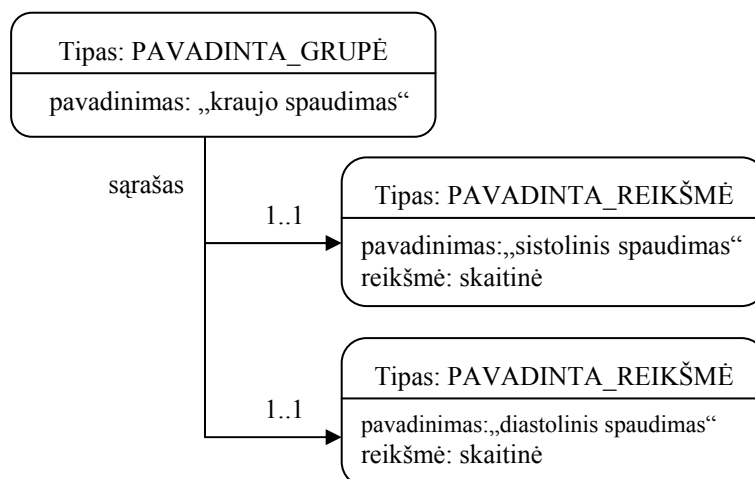 Tipas: PAVADINTA_GRUPĖ
pavadinimas: „kraujo spaudimas“
sąrašas
1..1
Tipas: PAVADINTA_REIKŠMĖ
pavadinimas:„sistolinis spaudimas“
reikšmė: skaitinė
1..1
Tipas: PAVADINTA_REIKŠMĖ
pavadinimas:„diastolinis spaudimas“
reikšmė: skaitinė